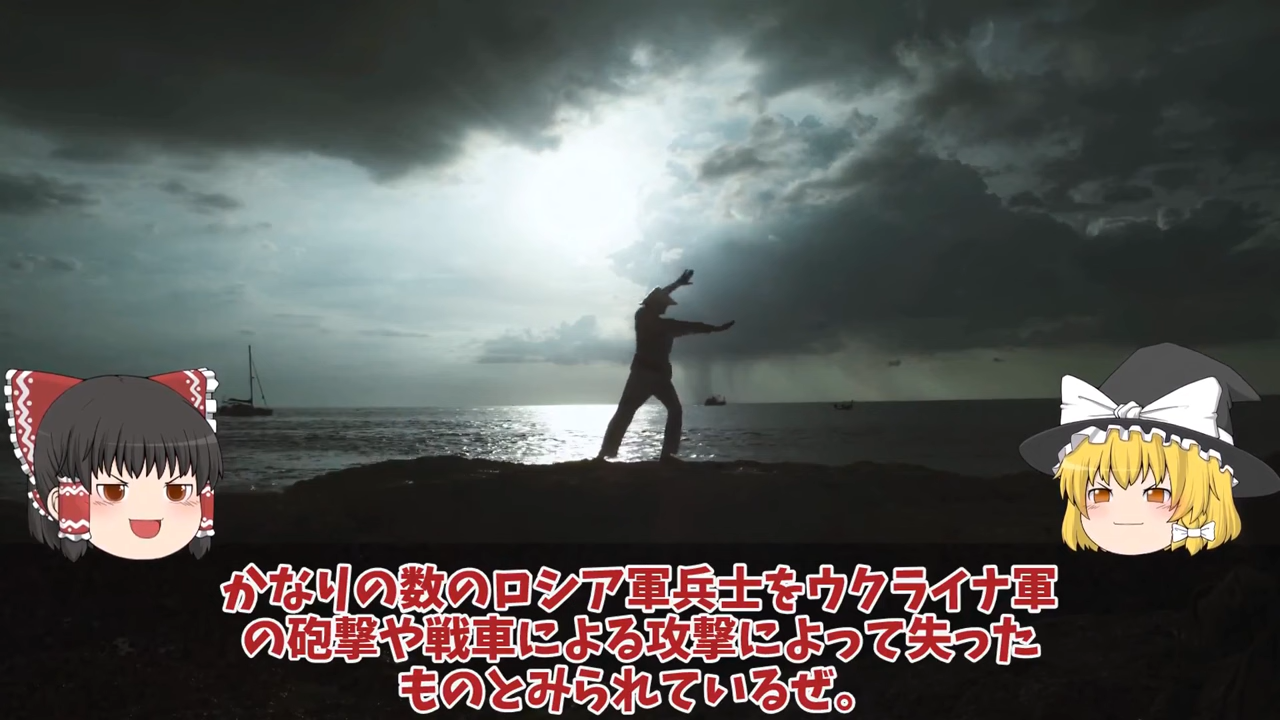 かなりの数のロシア軍兵士をウクライナ軍
の砲撃や戦車による攻撃によって失った
ものとみられているぜ。